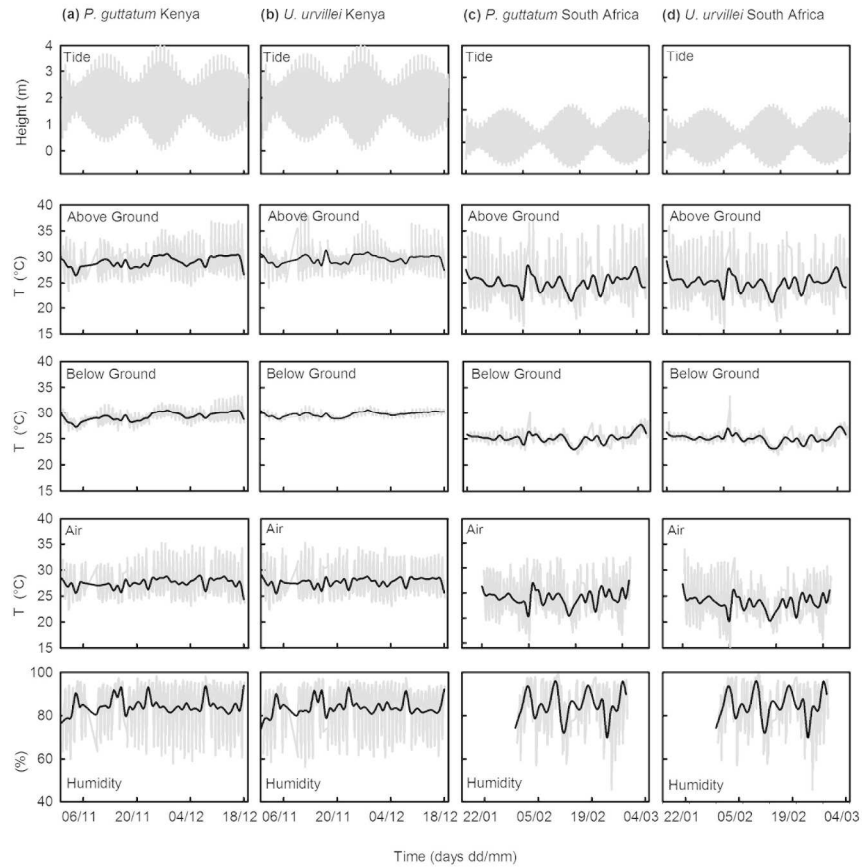 (a) P. guttatum Kenya (b) U. urvillei Kenya (c) P. guttatum South Africa (d) U. urvillei South Africa
Height (m)
4
3
2
1
0
Tide Tide Tide Tide
T (°C)
40
35
30
25
20
15
Above Ground Above Ground Above Ground Above Ground
T (°C)
40
35
30
25
20
15
Below Ground Below Ground Below Ground Below Ground
T (°C)
40
35
30
25
20
15
Air Air Air Air
(%)
100
80
60
40
Humidity Humidity Humidity Humidity
06/11 20/11 04/12 18/12 06/11 20/11 04/12 18/12 22/01 05/02 19/02 04/03 22/01 05/02 19/02 04/03
Time (days dd/mm)